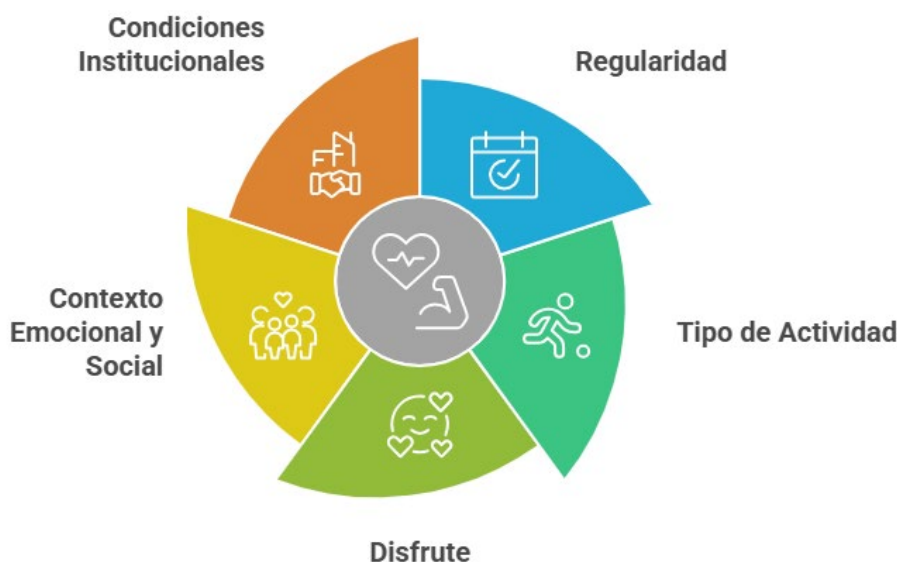 Condiciones
Institucionales
Regularidad
Contexto
Emocional y
Social
Tipo de Actividad
Disfrute